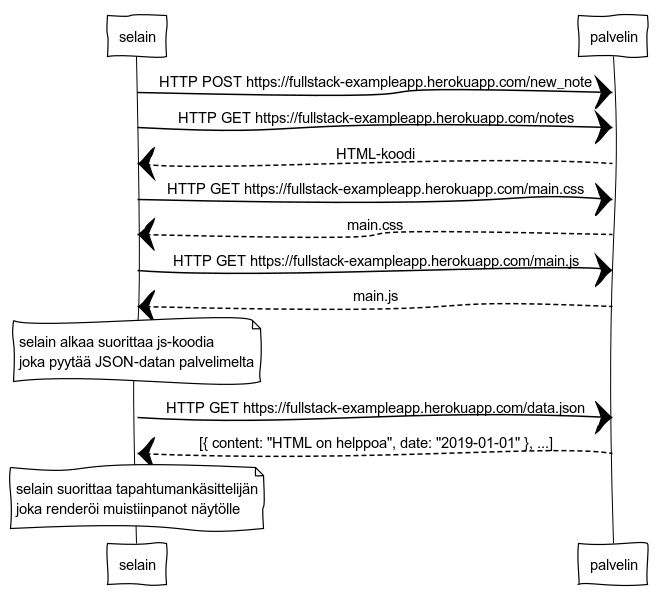 selain
palvelin
HTTP POST https://fullstack-exampleapp.herokuapp.com/new_note
HTTP GET https://fullstack-exampleapp.herokuapp.com/notes
HTML-koodi
HTTP GET https://fullstack-exampleapp.herokuapp.com/main.css
main.css
HTTP GET https://fullstack-exampleapp.herokuapp.com/main.js
main.js
selain alkaa suorittaa js-koodia
joka pyytää JSON-datan palvelimelta
HTTP GET https://fullstack-exampleapp.herokuapp.com/data.json
[{ content: "HTML on helppoa", date: "2019-01-01" }, ...]
selain suorittaa tapahtumankäsittelijän
joka renderöi muistiinpanot näytölle
selain
palvelin